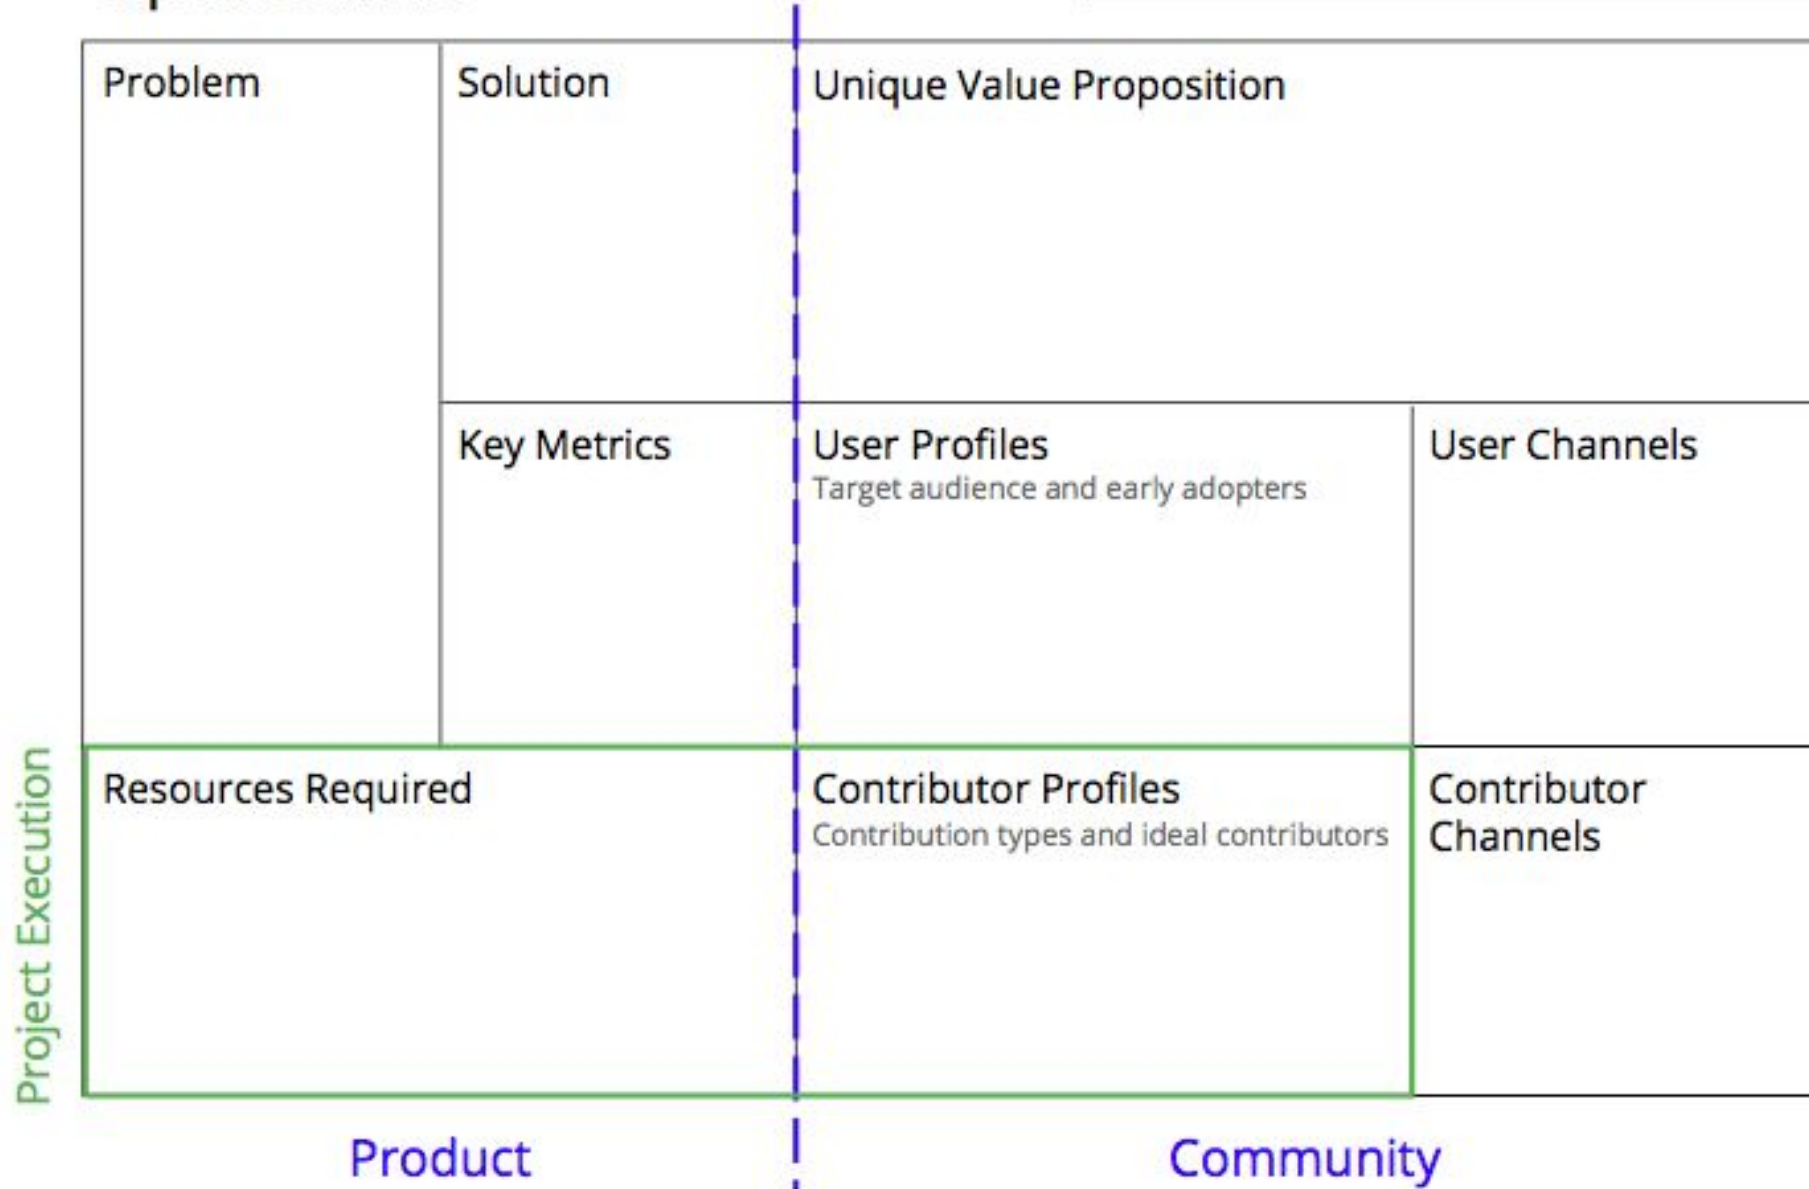 Problem
Solution
Unique Value Proposition
Key Metrics
User Profiles
Target audience and early adopters
User Channels
Project Execution
Resources Required
Contributor Profiles
Contribution types and ideal contributors
Contributor
Channels
Product
Community